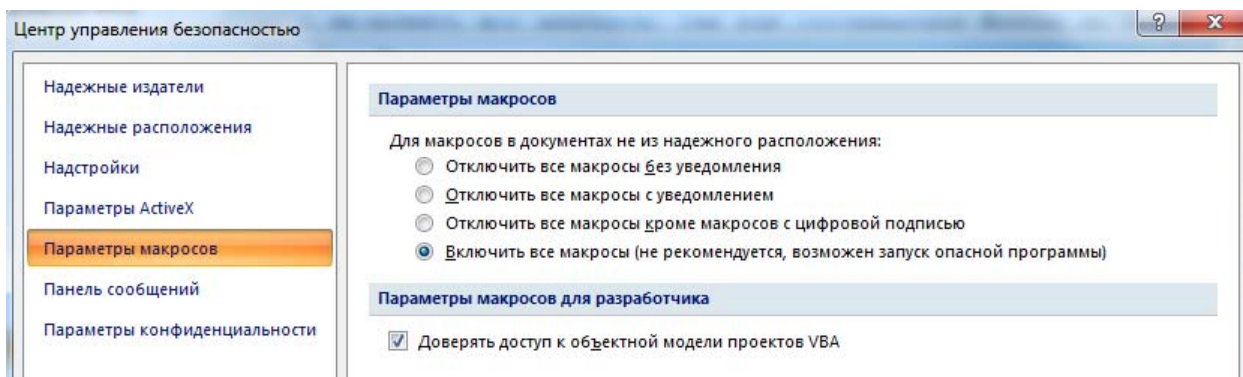 Центр управления безопасностью
Надежные издатели
Надежные расположения
Надстройки
Параметры ActiveX
Параметры макросов
Панель сообщений
Параметры конфиденциальности
Параметры макросов
Для макросов в документах не из надежного расположения:
Отключить все макросы без уведомления
Отключить все макросы с уведомлением
Отключить все макросы кроме макросов с цифровой подписью
Включить все макросы (не рекомендуется, возможен запуск опасной программы)
Параметры макросов для разработчика
Доверять доступ к объектной модели проектов VBA